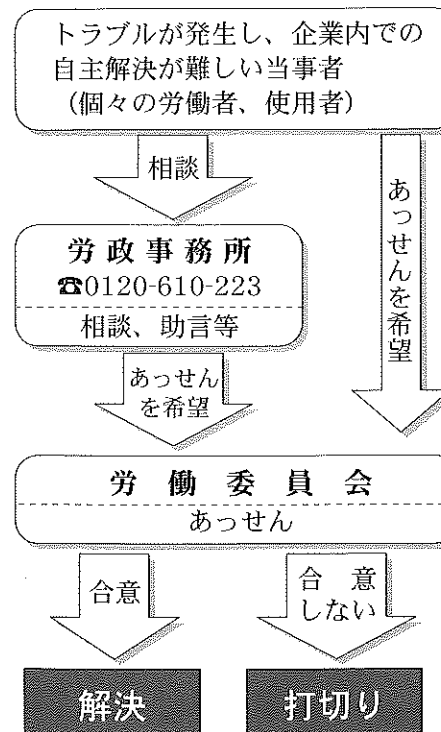 トラブルが発生し、企業内での
自主解決が難しい当事者
(個々の労働者、使用者)
相談
あっせんを希望
労政事務所
☎0120-610-223
相談、助言等
あっせん
を希望
労働委員会
あっせん
合意
合意
しない
解決
打切り